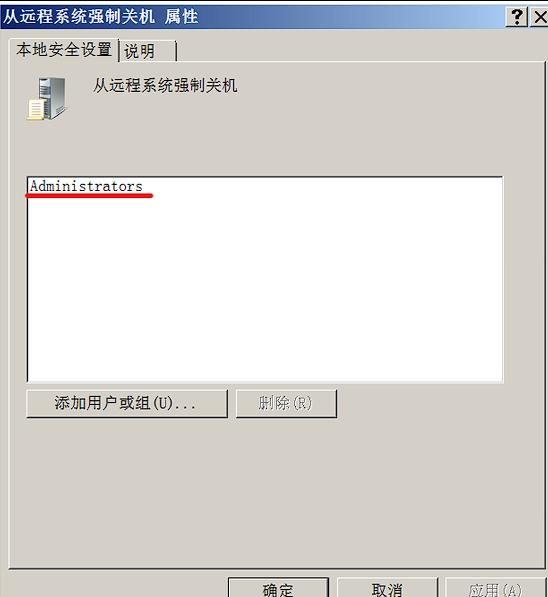 从远程系统强制关机 属性
本地安全设置 说明
从远程系统强制关机
Administrators
添加用户或组(U)... 删除(R)
确定 取消 应用(A)